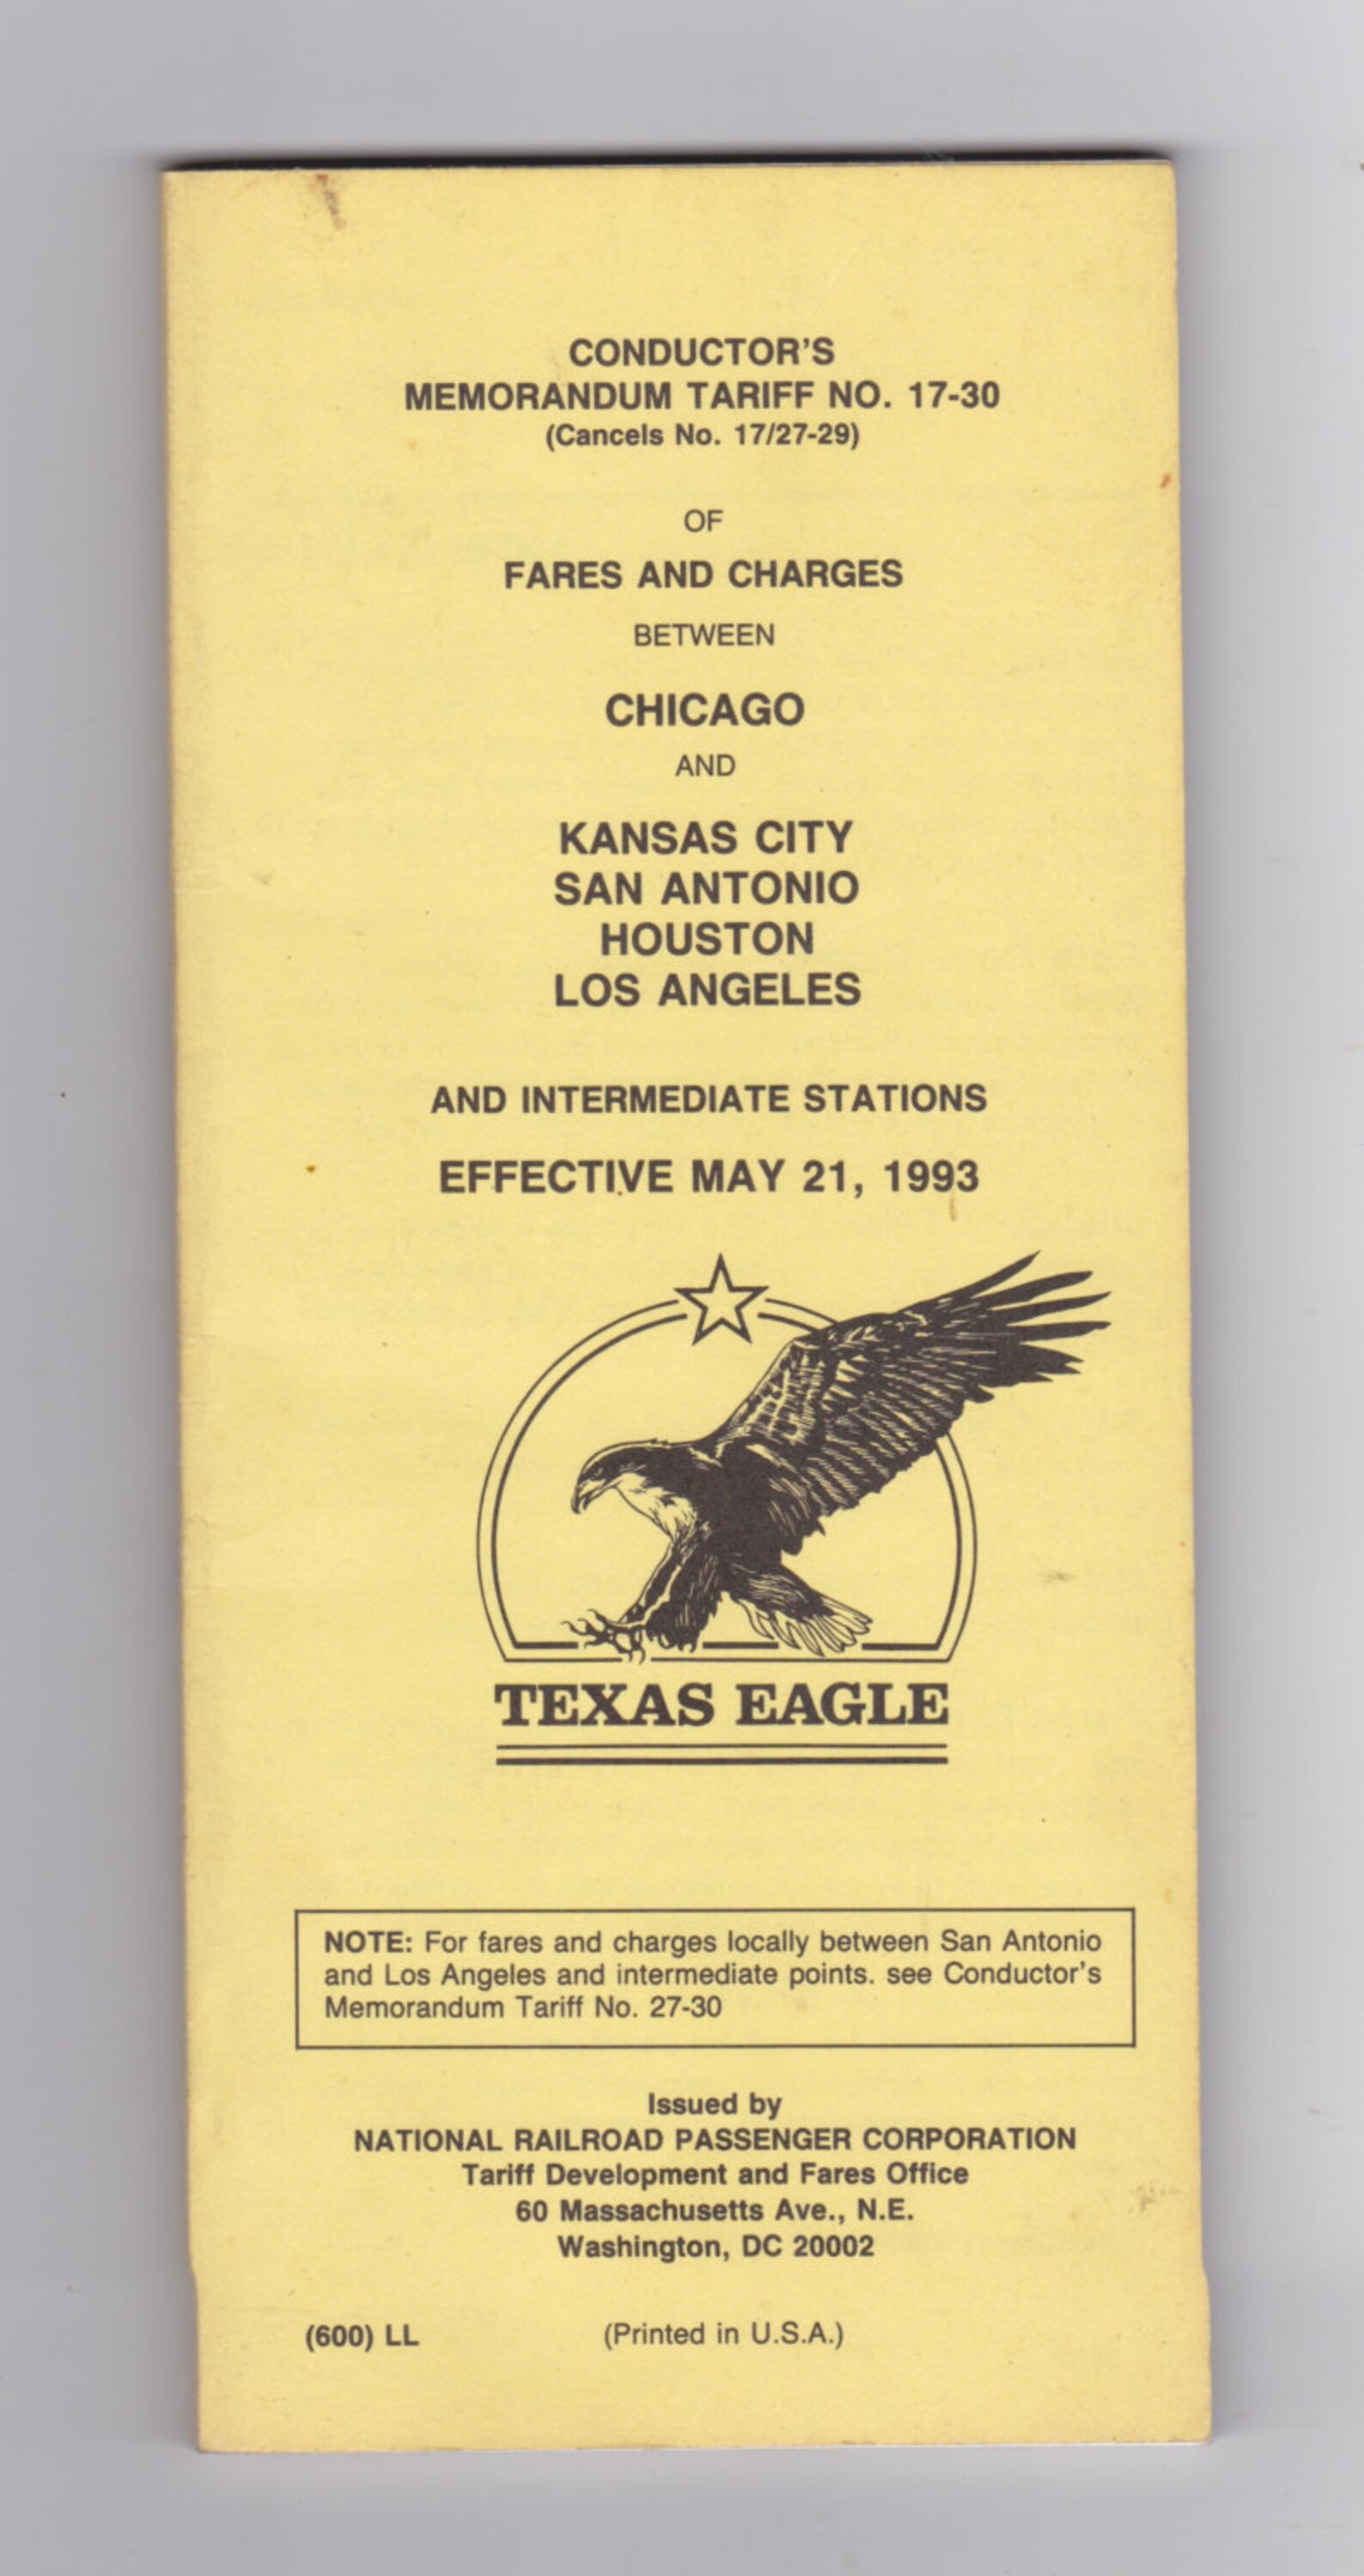 CONDUCTOR'S
MEMORANDUM TARIFF NO. 17-30
(Cancels No. 17/27-29)
OF
FARES AND CHARGES
BETWEEN
CHICAGO
AND
KANSAS CITY
SAN ANTONIO
HOUSTON
LOS ANGELES
AND INTERMEDIATE STATIONS
EFFECTIVE MAY 21, 1993
TEXAS EAGLE
NOTE: For fares and charges locally between San Antonio
and Los Angeles and intermediate points. see Conductor's
Memorandum Tariff No. 27-30
Issued by
NATIONAL RAILROAD PASSENGER CORPORATION
Tariff Development and Fares Office
60 Massachusetts Ave., N.E.
Washington, DC 20002
(600) LL (Printed in U.S.A.)